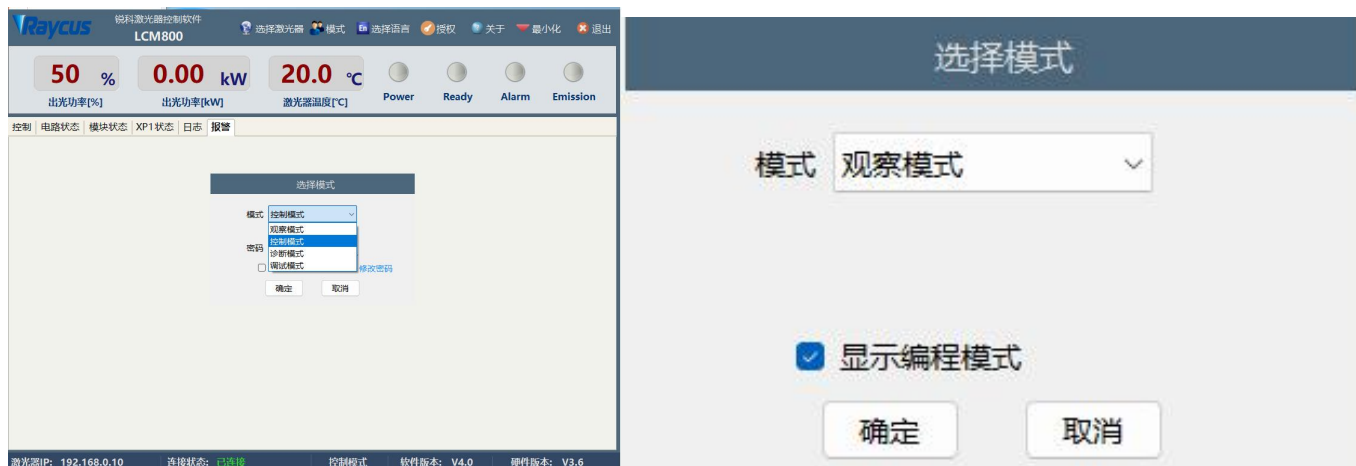 Raycus 锐科激光器控制软件 LCM800 选择激光器 模式 En 选择语言 授权 关于 最小化 退出
50 % 0.00 kW 20.0 ℃
出光功率[%] 出光功率[kW] 激光器温度[℃] Power Ready Alarm Emission
控制 电路状态 模块状态 XP1状态 日志 报警
选择模式
模式 控制模式
观察模式
控制模式
密码
诊断模式
调试模式
修改密码
确定 取消
激光器IP: 192.168.0.10 连接状态: 已连接 控制模式 软件版本: V4.0 硬件版本: V3.6
选择模式
模式 观察模式
显示编程模式
确定 取消